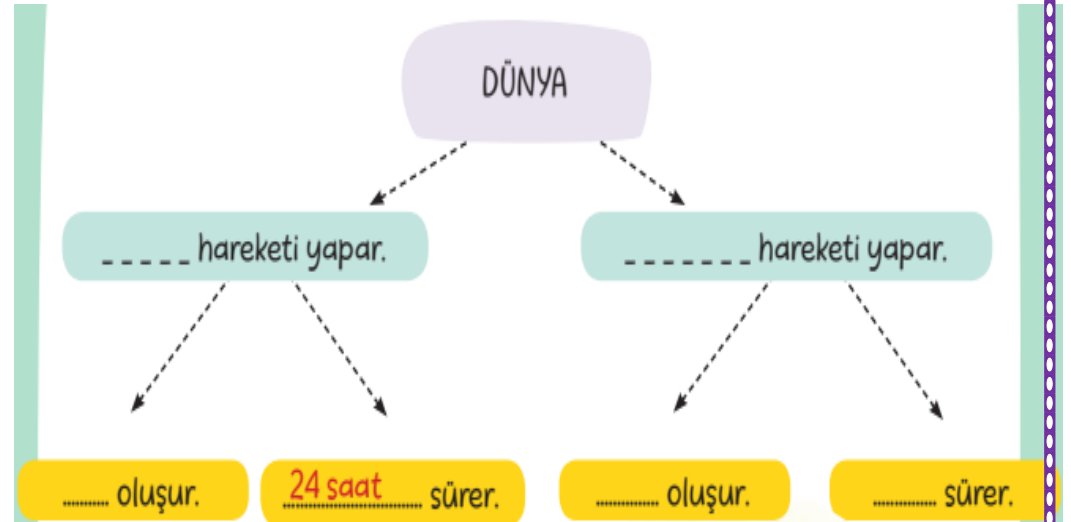 DÜNYA
_ _ _ _ _ hareketi yapar.
_ _ _ _ _ _ _ hareketi yapar.
........... oluşur.
24 saat sürer.
............... oluşur.
............... sürer.